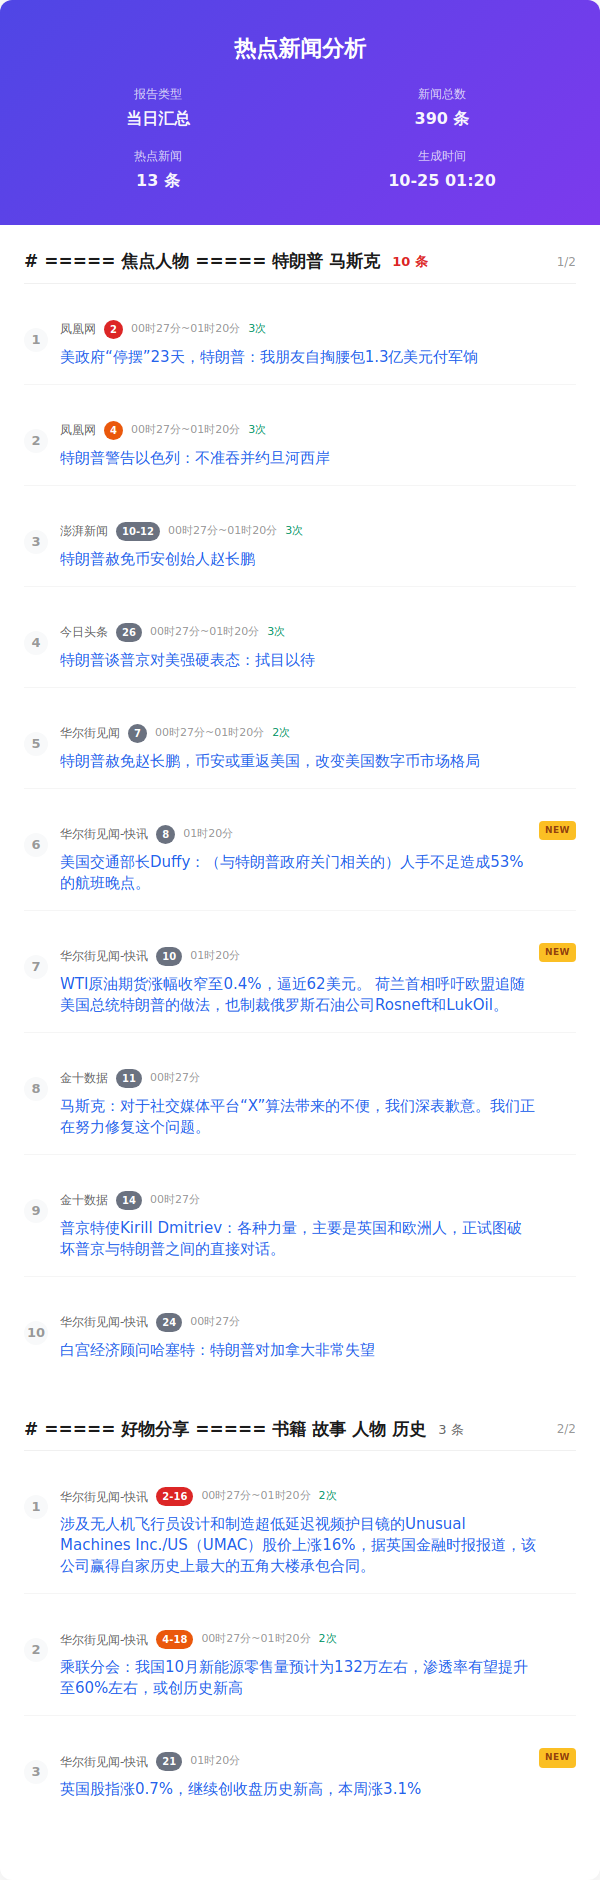 热点新闻分析
报告类型
新闻总数
当日汇总
390 条
热点新闻
生成时间
13 条
10-25 01:20
# ===== 焦点人物 ===== 特朗普 马斯克 10 条 1/2
1 凤凰网 2 00时27分~01时20分 3次
美政府“停摆”23天，特朗普：我朋友自掏腰包1.3亿美元付军饷
2 凤凰网 4 00时27分~01时20分 3次
特朗普警告以色列：不准吞并约旦河西岸
3 澎湃新闻 10-12 00时27分~01时20分 3次
特朗普赦免币安创始人赵长鹏
4 今日头条 26 00时27分~01时20分 3次
特朗普谈普京对美强硬表态：拭目以待
5 华尔街见闻 7 00时27分~01时20分 2次
特朗普赦免赵长鹏，币安或重返美国，改变美国数字币市场格局
6 华尔街见闻-快讯 8 01时20分 NEW
美国交通部长Duffy：（与特朗普政府关门相关的）人手不足造成53%
的航班晚点。
7 华尔街见闻-快讯 10 01时20分 NEW
WTI原油期货涨幅收窄至0.4%，逼近62美元。 荷兰首相呼吁欧盟追随
美国总统特朗普的做法，也制裁俄罗斯石油公司Rosneft和LukOil。
8 金十数据 11 00时27分
马斯克：对于社交媒体平台“X”算法带来的不便，我们深表歉意。我们正
在努力修复这个问题。
9 金十数据 14 00时27分
普京特使Kirill Dmitriev：各种力量，主要是英国和欧洲人，正试图破
坏普京与特朗普之间的直接对话。
10 华尔街见闻-快讯 24 00时27分
白宫经济顾问哈塞特：特朗普对加拿大非常失望
# ===== 好物分享 ===== 书籍 故事 人物 历史 3 条 2/2
1 华尔街见闻-快讯 2-16 00时27分~01时20分 2次
涉及无人机飞行员设计和制造超低延迟视频护目镜的Unusual
Machines Inc./US（UMAC）股价上涨16%，据英国金融时报报道，该
公司赢得自家历史上最大的五角大楼承包合同。
2 华尔街见闻-快讯 4-18 00时27分~01时20分 2次
乘联分会：我国10月新能源零售量预计为132万左右，渗透率有望提升
至60%左右，或创历史新高
3 华尔街见闻-快讯 21 01时20分 NEW
英国股指涨0.7%，继续创收盘历史新高，本周涨3.1%